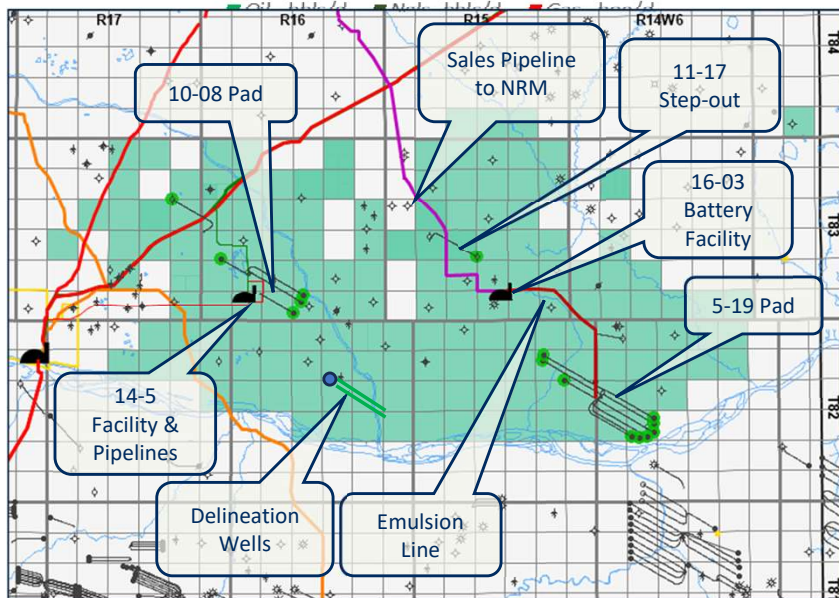 R17
R16
R15
R14W6
T84
Sales Pipeline
to NRM
11-17
Step-out
10-08 Pad
16-03
Battery
Facility
T83
5-19 Pad
14-5
Facility &
Pipelines
T82
Delineation
Wells
Emulsion
Line